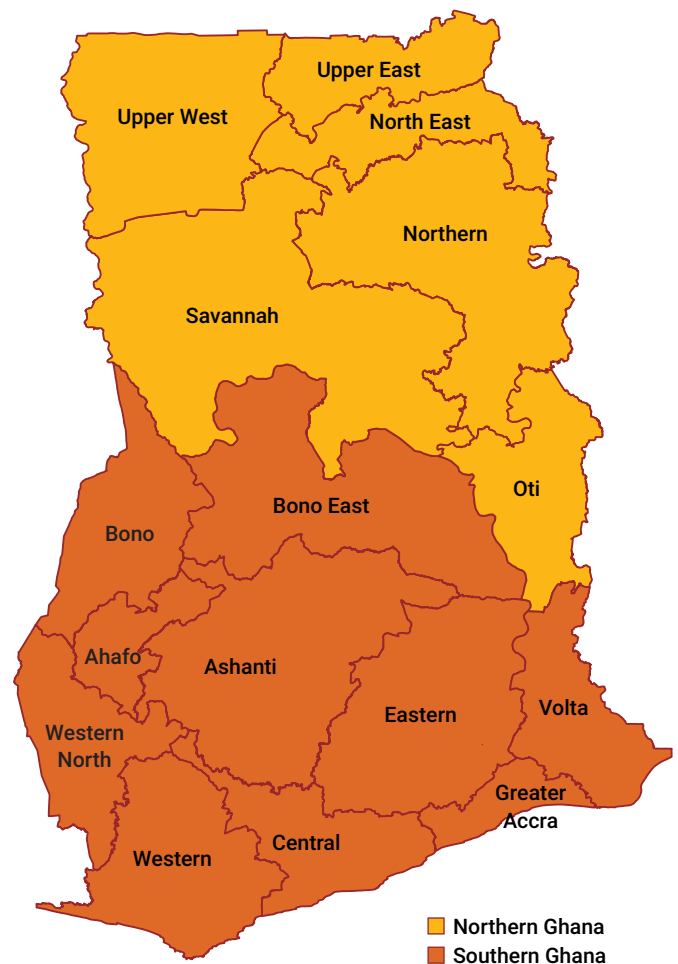 Upper East
Upper West
North East
Northern
Savannah
Oti
Bono East
Bono
Ahafo
Ashanti
Volta
Eastern
Western
North
Greater
Accra
Central
Western
Northern Ghana
Southern Ghana